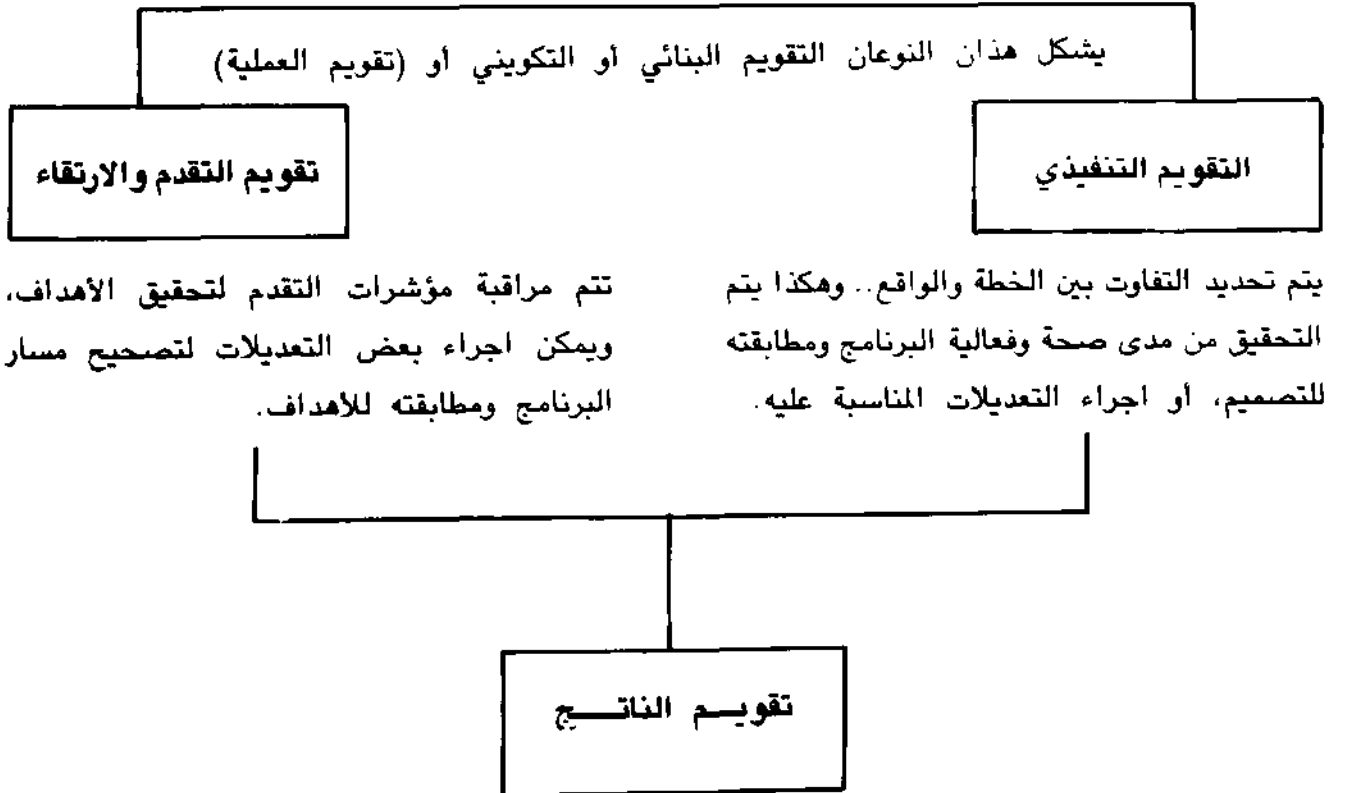 يشكل هذان النوعان التقويم البنائي أو التكويني أو (تقويم العملية)
التقويم التنفيذي
يتم تحديد التفاوت بين الخطة والواقع.. وهكذا يتم
التحقيق من مدى صحة وفعالية البرنامج ومطابقته
للتصميم، أو اجراء التعديلات المناسبة عليه.
تقويم التقدم والارتقاء
تتم مراقبة مؤشرات التقدم لتحقيق الأهداف،
ويمكن اجراء بعض التعديلات لتصحيح مسار
البرنامج ومطابقته للأهداف.
تقويــم الناتــــج